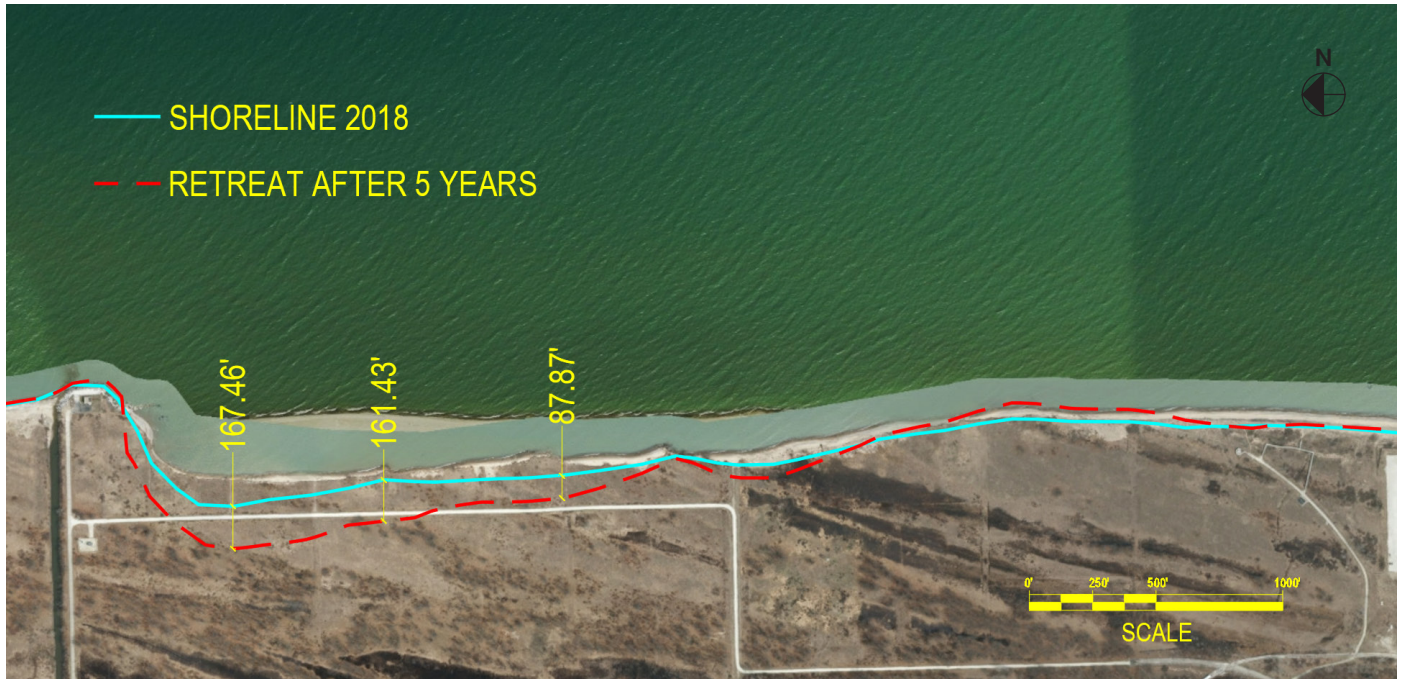 N
SHORELINE 2018
RETREAT AFTER 5 YEARS
167.46'
161.43'
87.87'
0' 250' 500' 1000'
SCALE